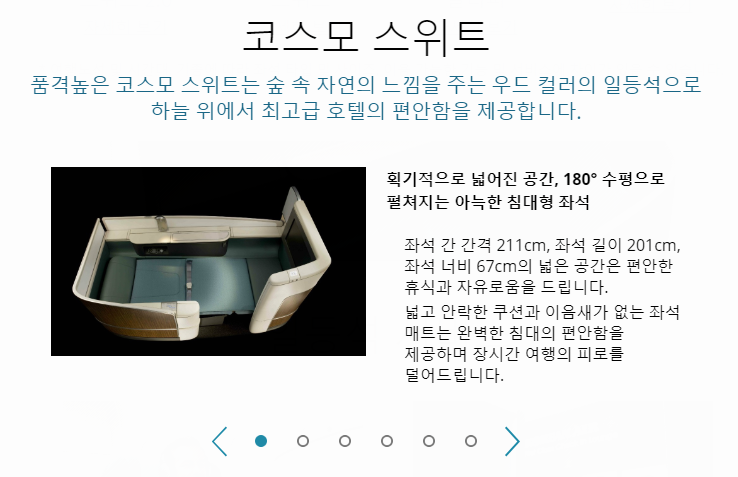 코스모 스위트
품격높은 코스모 스위트는 숲 속 자연의 느낌을 주는 우드 컬러의 일등석으로
하늘 위에서 최고급 호텔의 편안함을 제공합니다.
획기적으로 넓어진 공간, 180° 수평으로
펼쳐지는 아늑한 침대형 좌석
좌석 간 간격 211cm, 좌석 길이 201cm,
좌석 너비 67cm의 넓은 공간은 편안한
휴식과 자유로움을 드립니다.
넓고 안락한 쿠션과 이음새가 없는 좌석
매트는 완벽한 침대의 편안함을
제공하며 장시간 여행의 피로를
덜어드립니다.